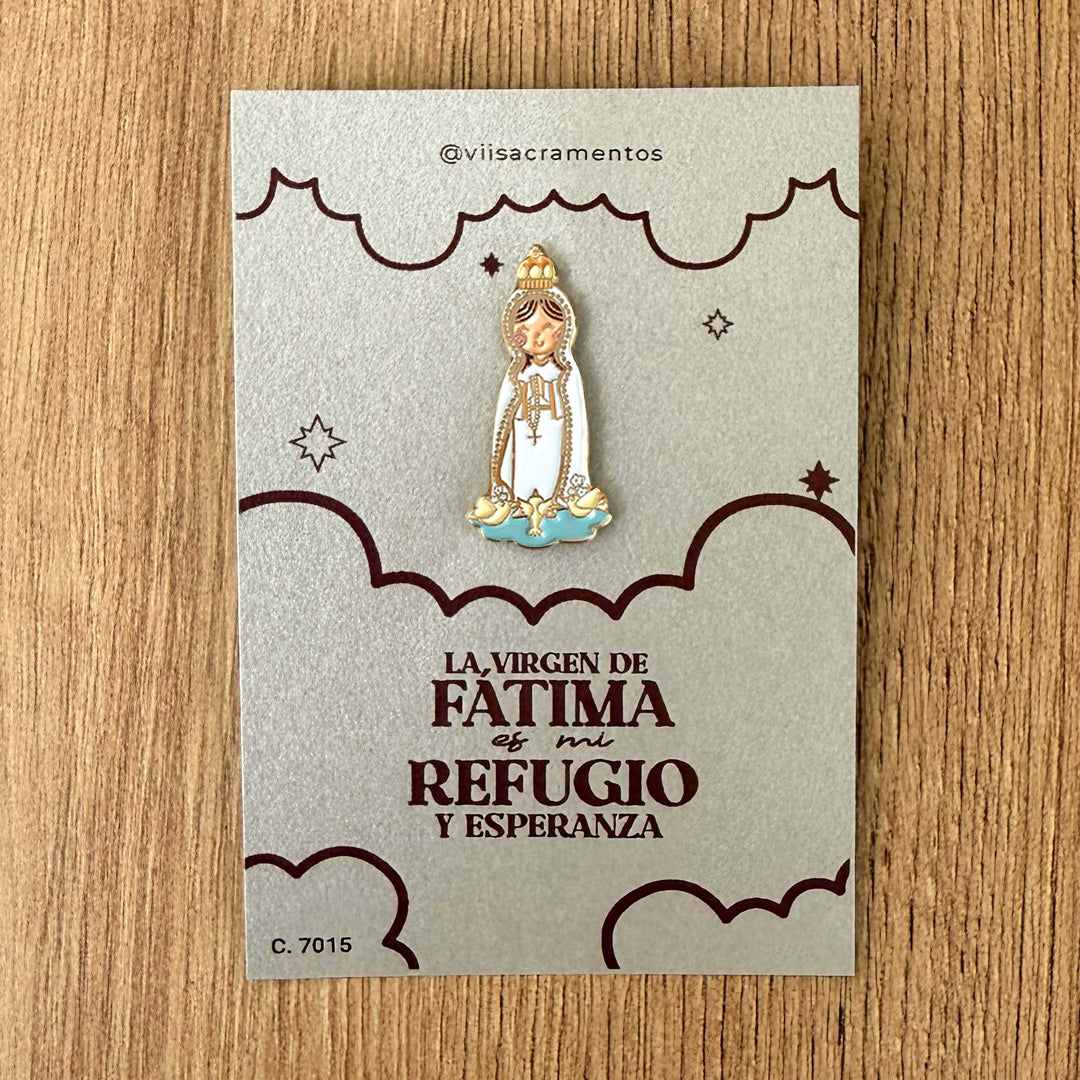 @viisacramentos
LA VIRGEN DE
FÁTIMA
es mi
REFUGIO
Y ESPERANZA
C. 7015